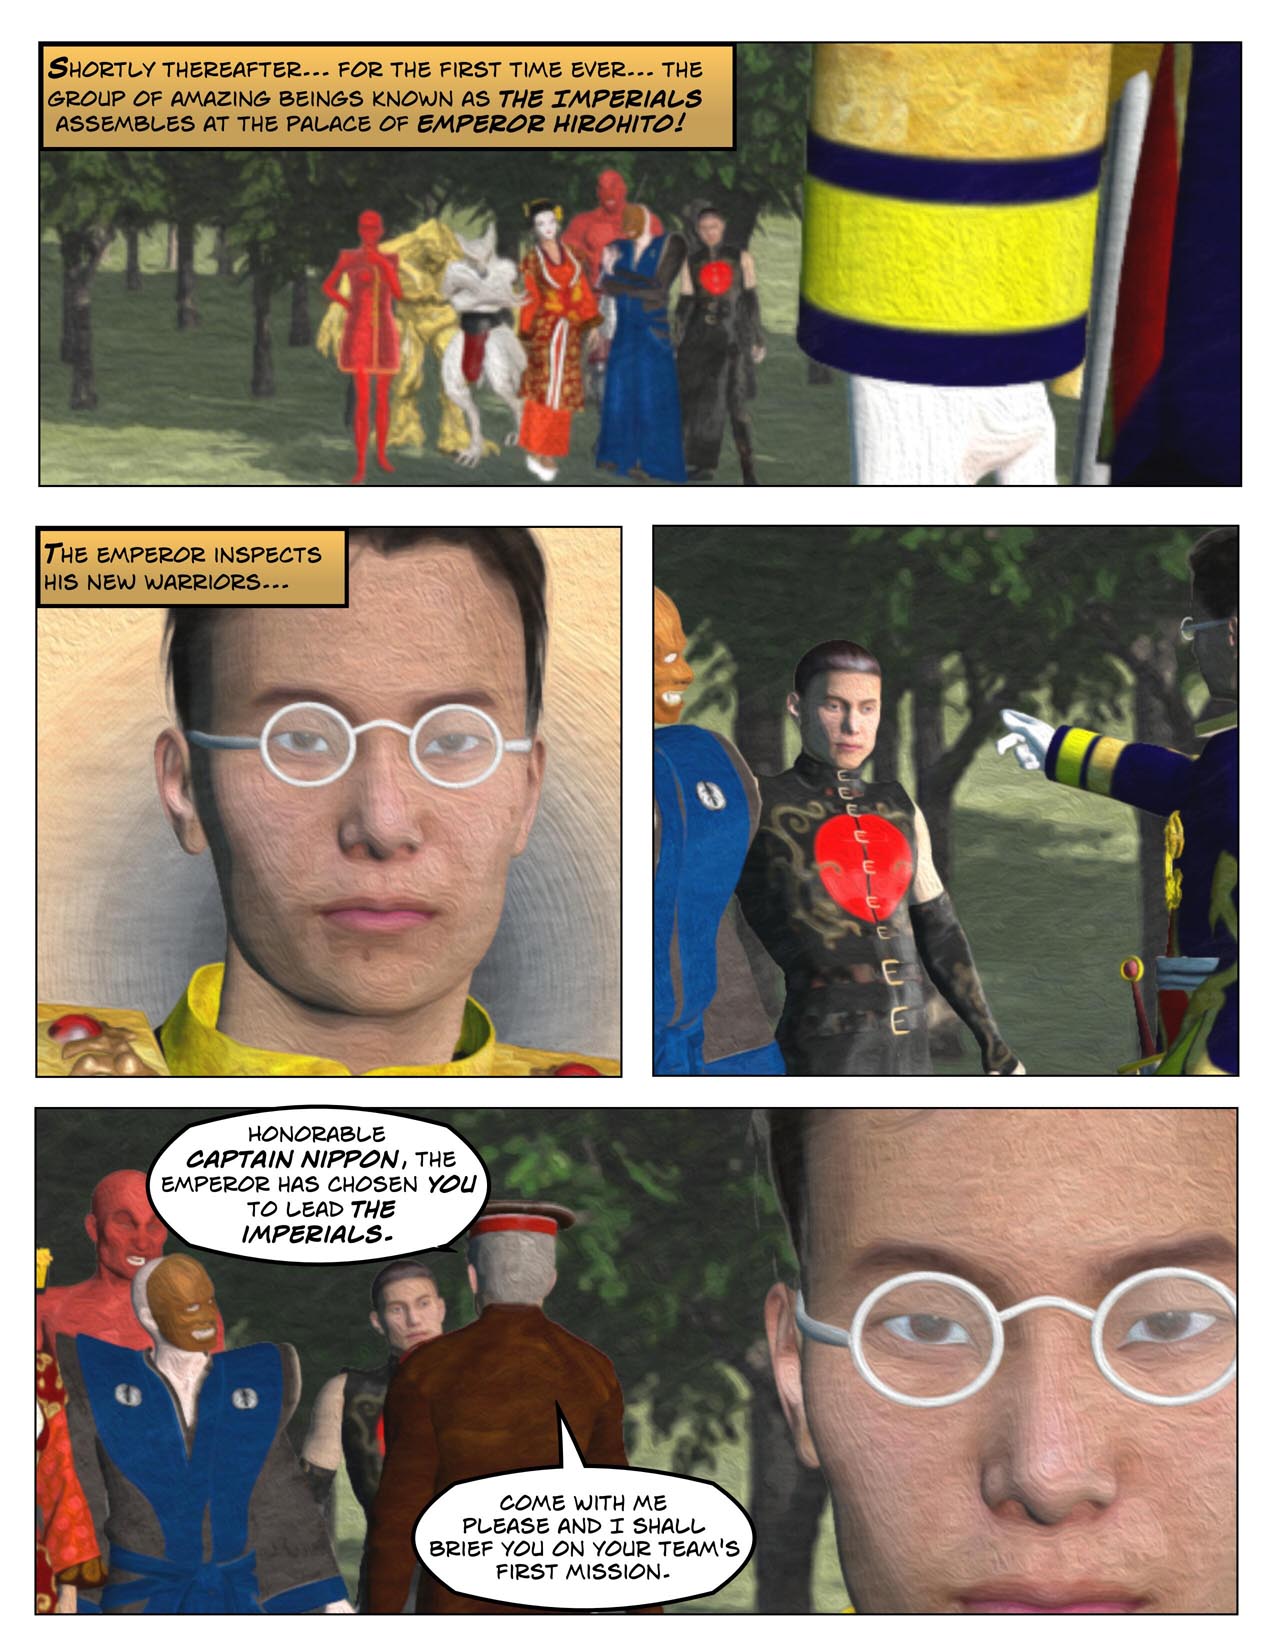 SHORTLY THEREAFTER... FOR THE FIRST TIME EVER... THE
GROUP OF AMAZING BEINGS KNOWN AS THE IMPERIALS
ASSEMBLES AT THE PALACE OF EMPEROR HIROHITO!
THE EMPEROR INSPECTS
HIS NEW WARRIORS...
HONORABLE
CAPTAIN NIPPON, THE
EMPEROR HAS CHOSEN YOU
TO LEAD THE
IMPERIALS.
COME WITH ME
PLEASE AND I SHALL
BRIEF YOU ON YOUR TEAM'S
FIRST MISSION.